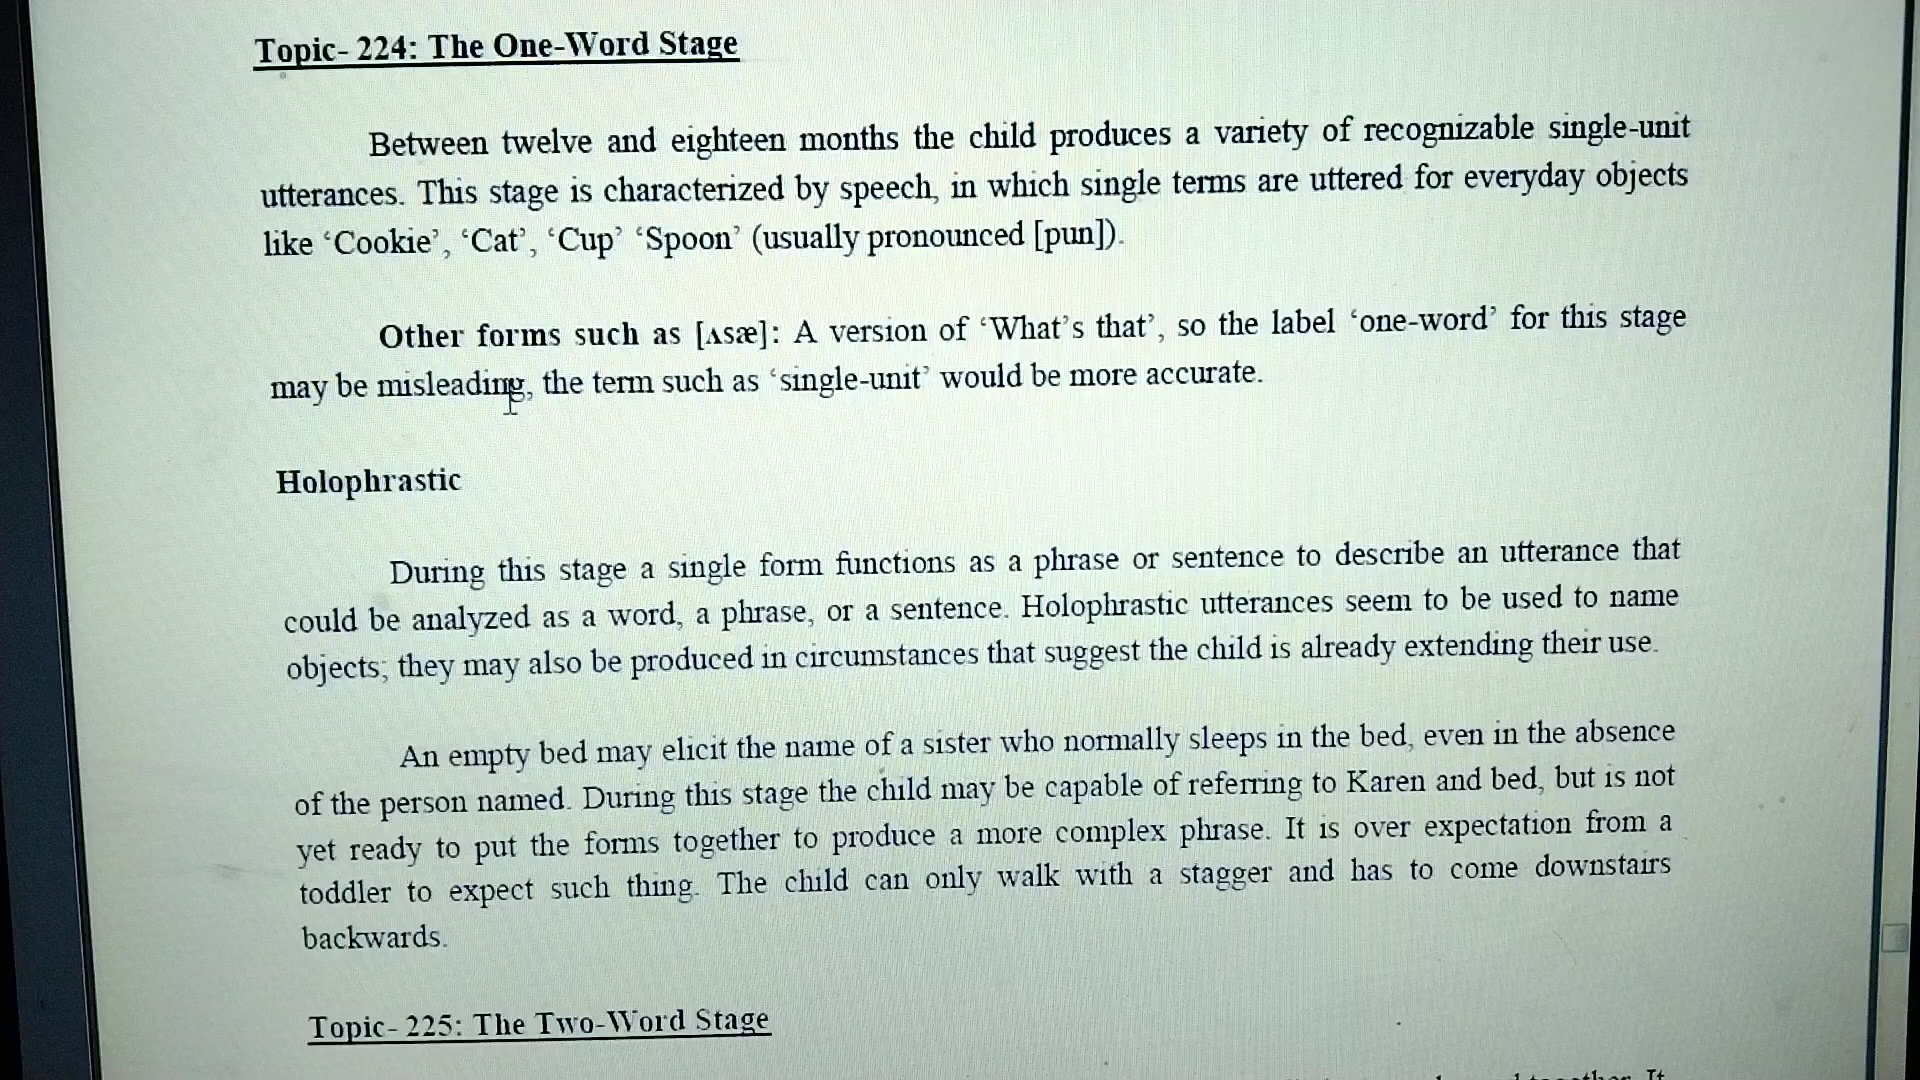 Topic- 224: The One-Word Stage
Between twelve and eighteen months the child produces a variety of recognizable single-unit
utterances. This stage is characterized by speech, in which single terms are uttered for everyday objects
like ‘Cookie’, ‘Cat’, ‘Cup’ ‘Spoon’ (usually pronounced [pun]).
Other forms such as [ʌsæ]: A version of ‘What’s that’, so the label ‘one-word’ for this stage
may be misleading, the term such as ‘single-unit’ would be more accurate.
Holophrastic
During this stage a single form functions as a phrase or sentence to describe an utterance that
could be analyzed as a word, a phrase, or a sentence. Holophrastic utterances seem to be used to name
objects; they may also be produced in circumstances that suggest the child is already extending their use.
An empty bed may elicit the name of a sister who normally sleeps in the bed, even in the absence
of the person named. During this stage the child may be capable of referring to Karen and bed, but is not
yet ready to put the forms together to produce a more complex phrase. It is over expectation from a
toddler to expect such thing. The child can only walk with a stagger and has to come downstairs
backwards.
Topic- 225: The Two-Word Stage
It